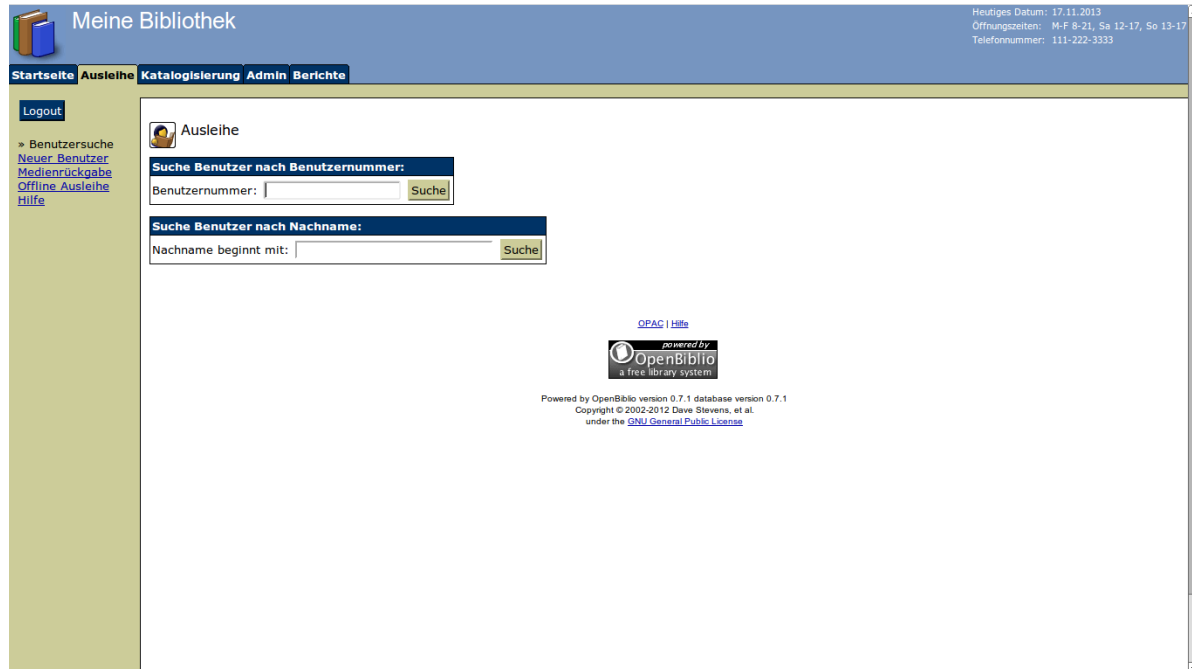 Meine Bibliothek
Heutiges Datum: 17.11.2013
Öffnungszeiten: M-F 8-21, Sa 12-17, So 13-17
Telefonnummer: 111-222-3333
Startseite Ausleihe Katalogisierung Admin Berichte
Logout
» Benutzersuche
Neuer Benutzer
Medienrückgabe
Offline Ausleihe
Hilfe
Ausleihe
Suche Benutzer nach Benutzernummer:
Benutzernummer: Suche
Suche Benutzer nach Nachname:
Nachname beginnt mit: Suche
OPAC | Hilfe
powered by
OpenBiblio
a free library system
Powered by OpenBiblio version 0.7.1 database version 0.7.1
Copyright © 2002-2012 Dave Stevens, et al.
under the GNU General Public License